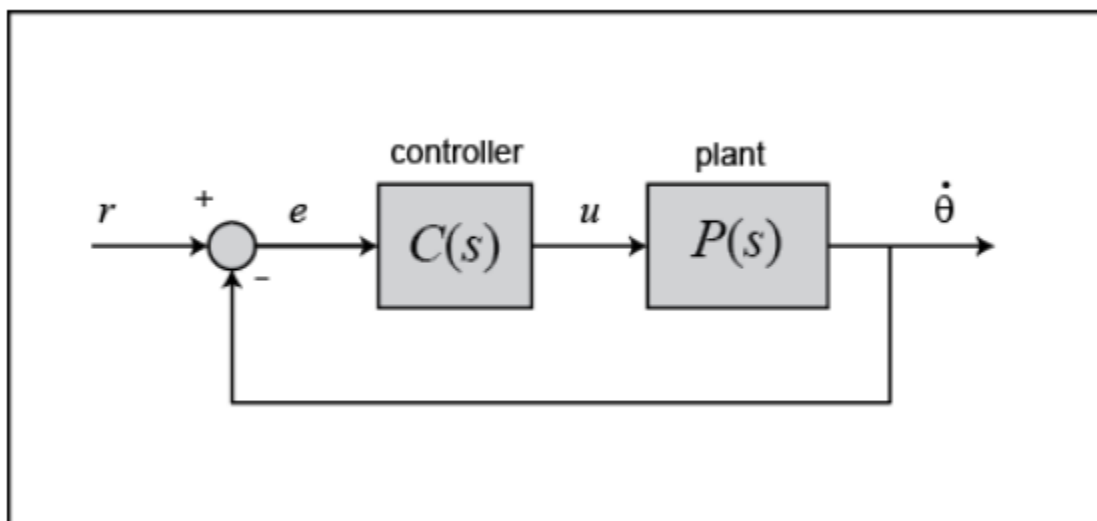 controller
plant
r
+
e
C(s)
u
P(s)
θ̇
−